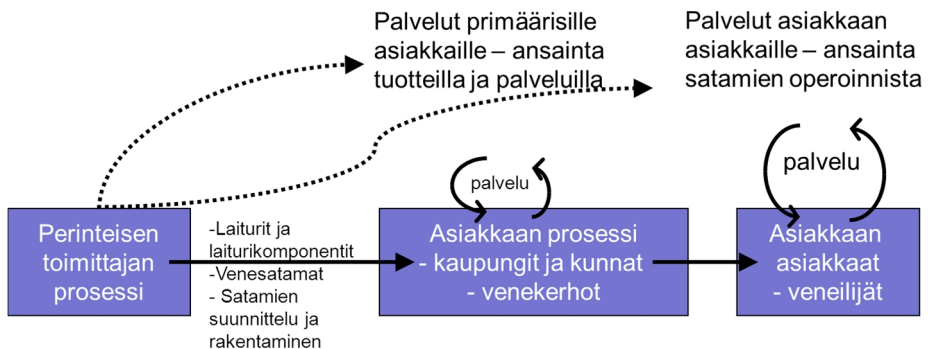 Palvelut primäärisille
asiakkaille – ansainta
tuotteilla ja palveluilla
Palvelut asiakkaan
asiakkaille – ansainta
satamien operoinnista
palvelu
palvelu
Perinteisen
toimittajan
prosessi
-Laiturit ja
laiturikomponentit
-Venesatamat
- Satamien
suunnittelu ja
rakentaminen
Asiakkaan prosessi
- kaupungit ja kunnat
- venekerhot
Asiakkaan
asiakkaat
- veneilijät